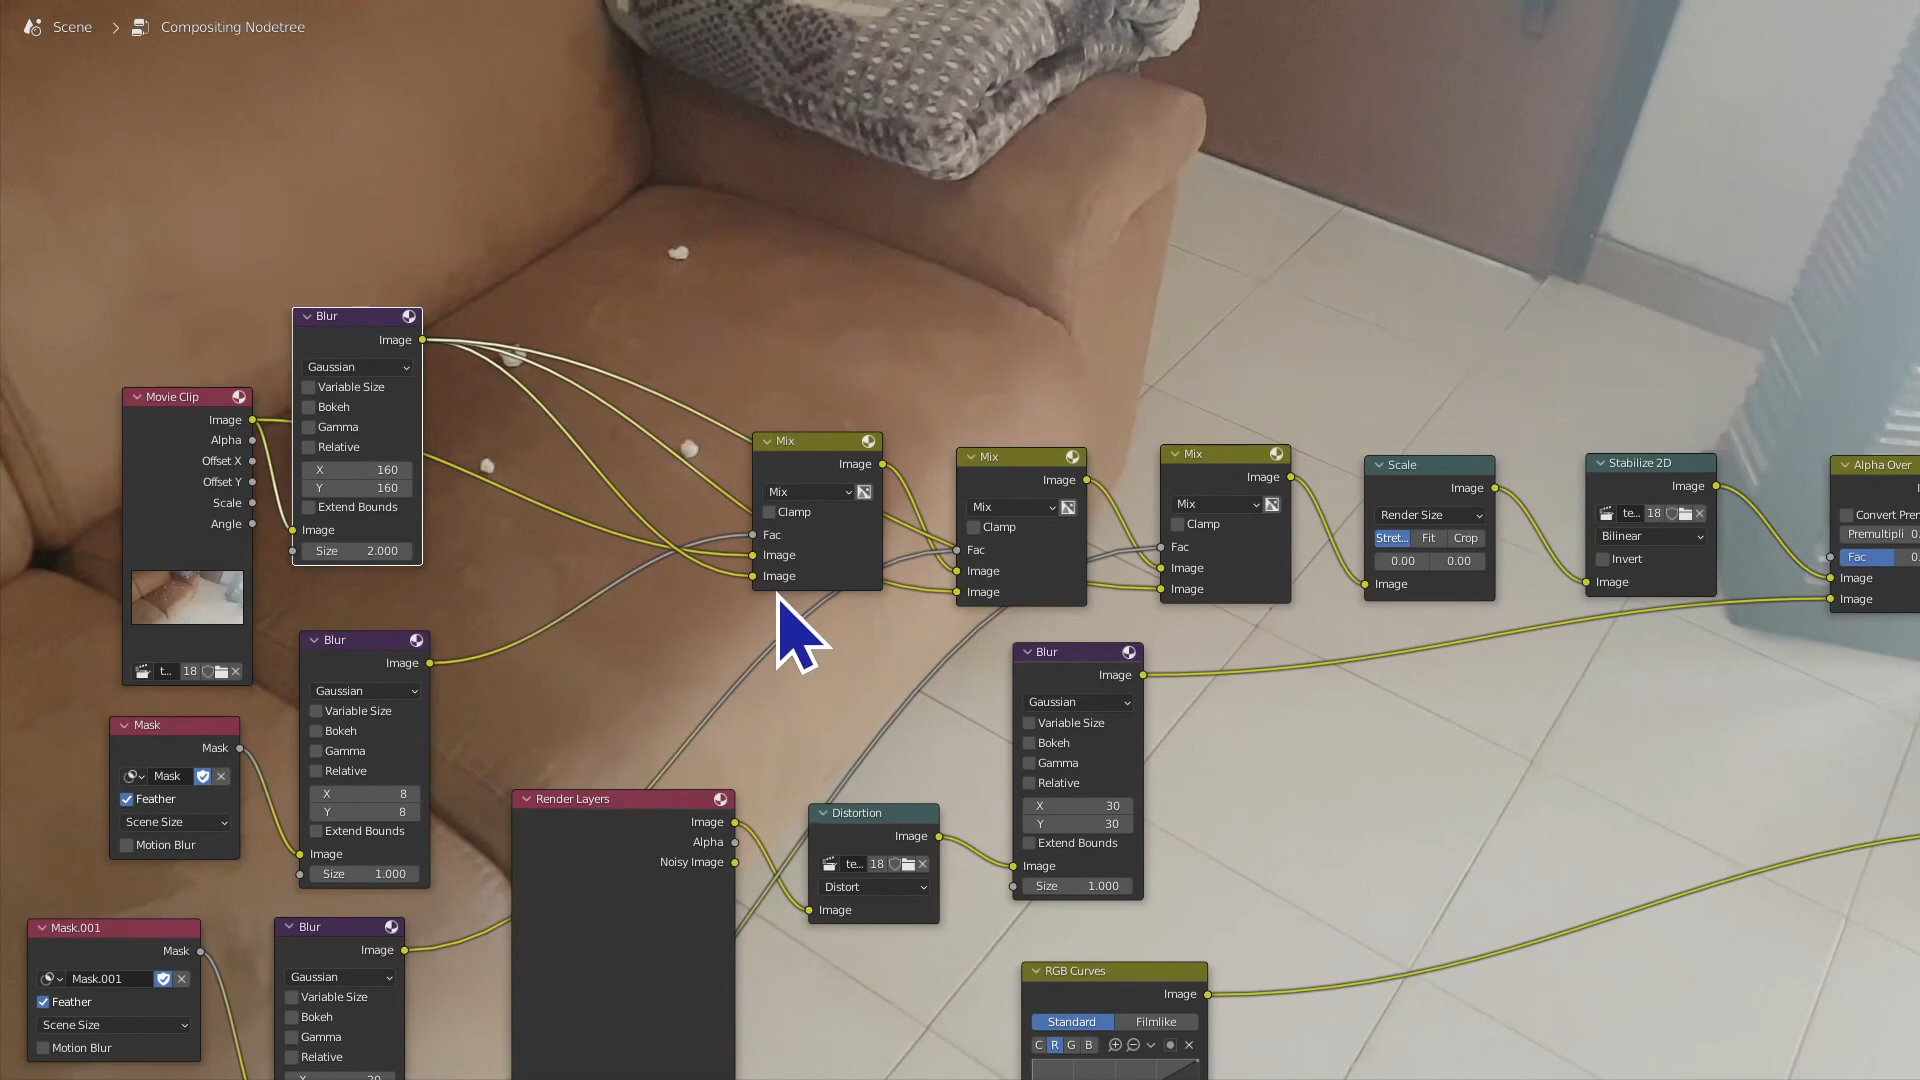 Scene
Compositing Nodetree
Blur
Image
Gaussian
Variable Size
Bokeh
Gamma
Relative
X 160
Y 160
Extend Bounds
Image
Size 2.000
Movie Clip
Image
Alpha
Offset X
Offset Y
Scale
Angle
t... 18
Mix
Image
Mix
Clamp
Fac
Image
Image
Mix
Image
Mix
Clamp
Fac
Image
Image
Mix
Image
Mix
Clamp
Fac
Image
Image
Scale
Image
Render Size
Stret... Fit Crop
0.00 0.00
Image
Stabilize 2D
Image
te... 18
Bilinear
Invert
Image
Alpha Over
Convert Pren
Premultipli 0.
Fac 0.
Image
Image
Blur
Image
Gaussian
Variable Size
Bokeh
Gamma
Relative
X 8
Y 8
Extend Bounds
Image
Size 1.000
Mask
Mask
Mask
Feather
Scene Size
Motion Blur
Blur
Image
Gaussian
Variable Size
Bokeh
Gamma
Relative
X 30
Y 30
Extend Bounds
Image
Size 1.000
Render Layers
Image
Alpha
Noisy Image
Distortion
Image
te... 18
Distort
Image
Mask.001
Mask
Mask.001
Feather
Scene Size
Motion Blur
Blur
Image
Gaussian
Variable Size
Bokeh
Gamma
Relative
RGB Curves
Image
Standard Filmlike
C R G B